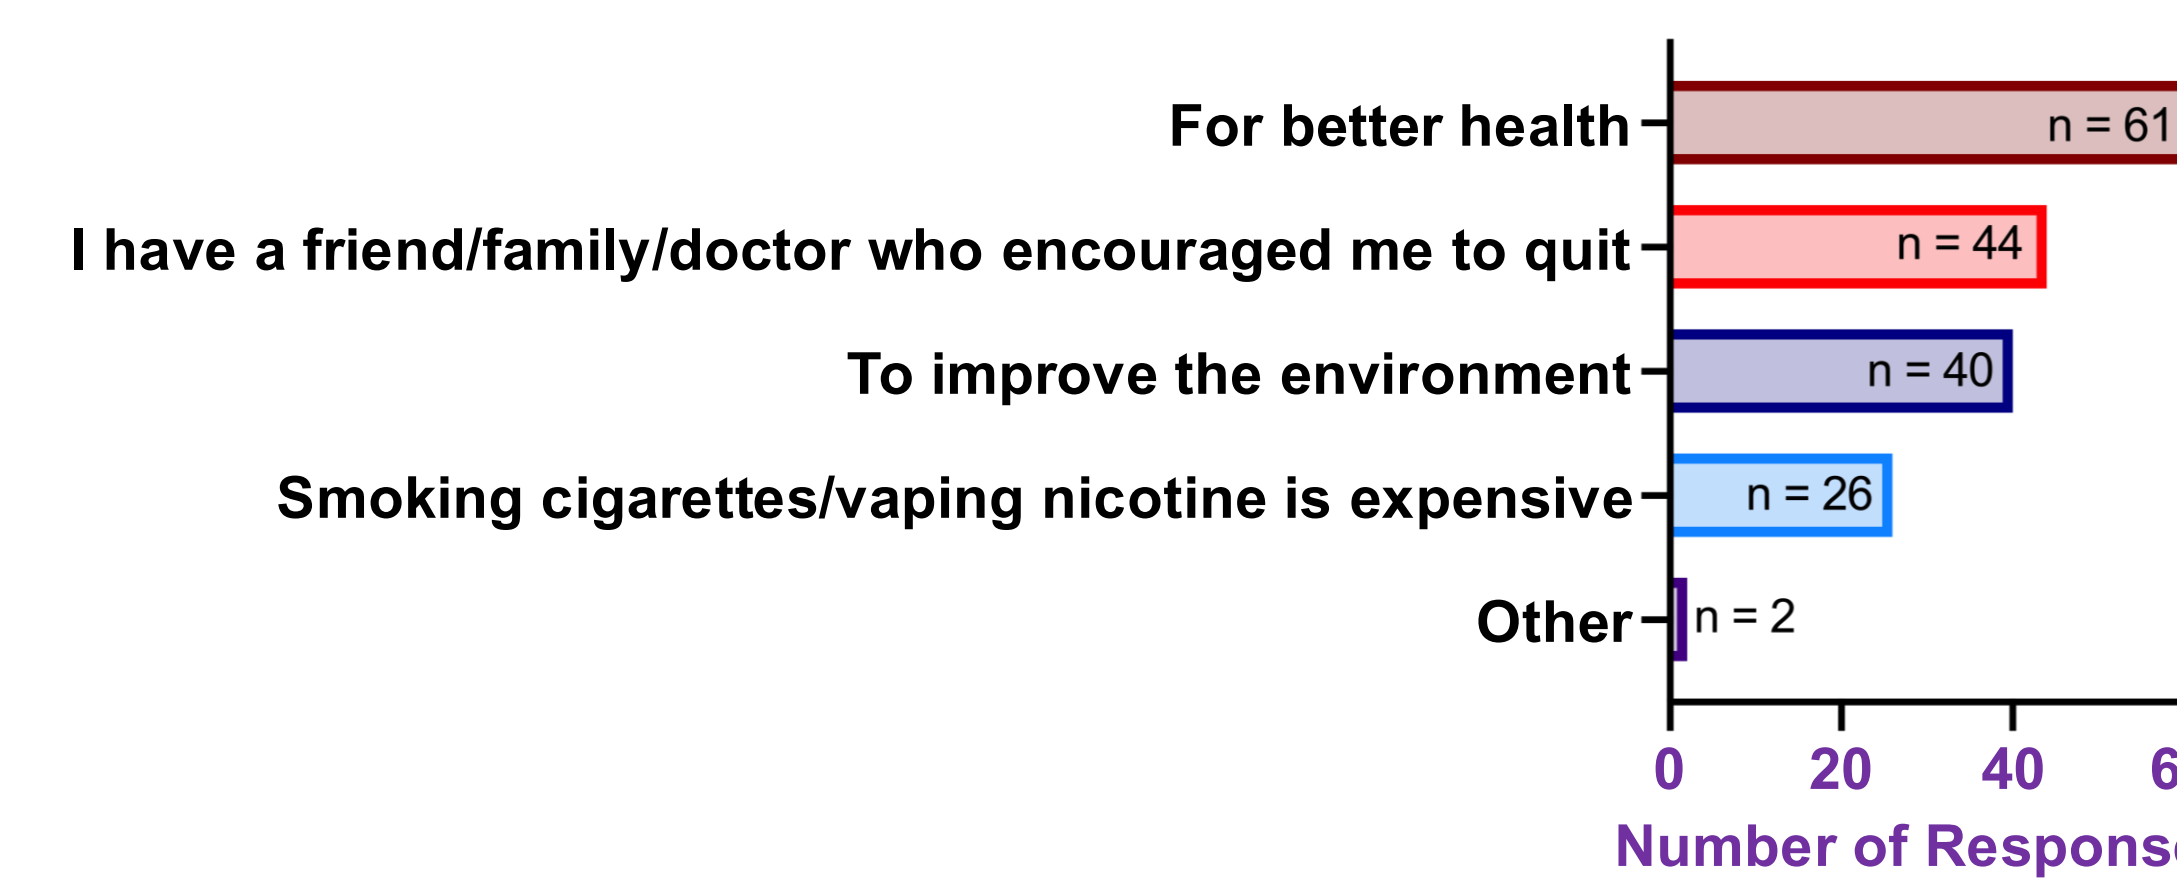 For better health
n = 61
I have a friend/family/doctor who encouraged me to quit
n = 44
To improve the environment
n = 40
Smoking cigarettes/vaping nicotine is expensive
n = 26
Other
n = 2
0 20 40
Number of